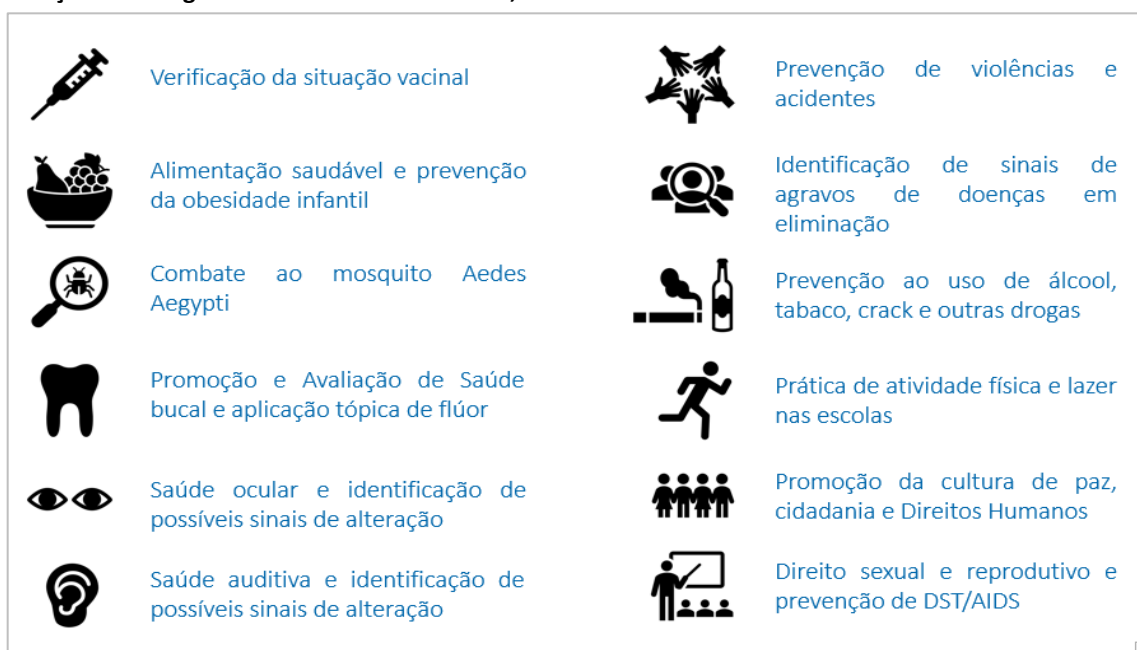 Verificação da situação vacinal
Alimentação saudável e prevenção
da obesidade infantil
Combate ao mosquito Aedes
Aegypti
Promoção e Avaliação de Saúde
bucal e aplicação tópica de flúor
Saúde ocular e identificação de
possíveis sinais de alteração
Saúde auditiva e identificação de
possíveis sinais de alteração
Prevenção de violências e
acidentes
Identificação de sinais de
agravos de doenças em
eliminação
Prevenção ao uso de álcool,
tabaco, crack e outras drogas
Prática de atividade física e lazer
nas escolas
Promoção da cultura de paz,
cidadania e Direitos Humanos
Direito sexual e reprodutivo e
prevenção de DST/AIDS